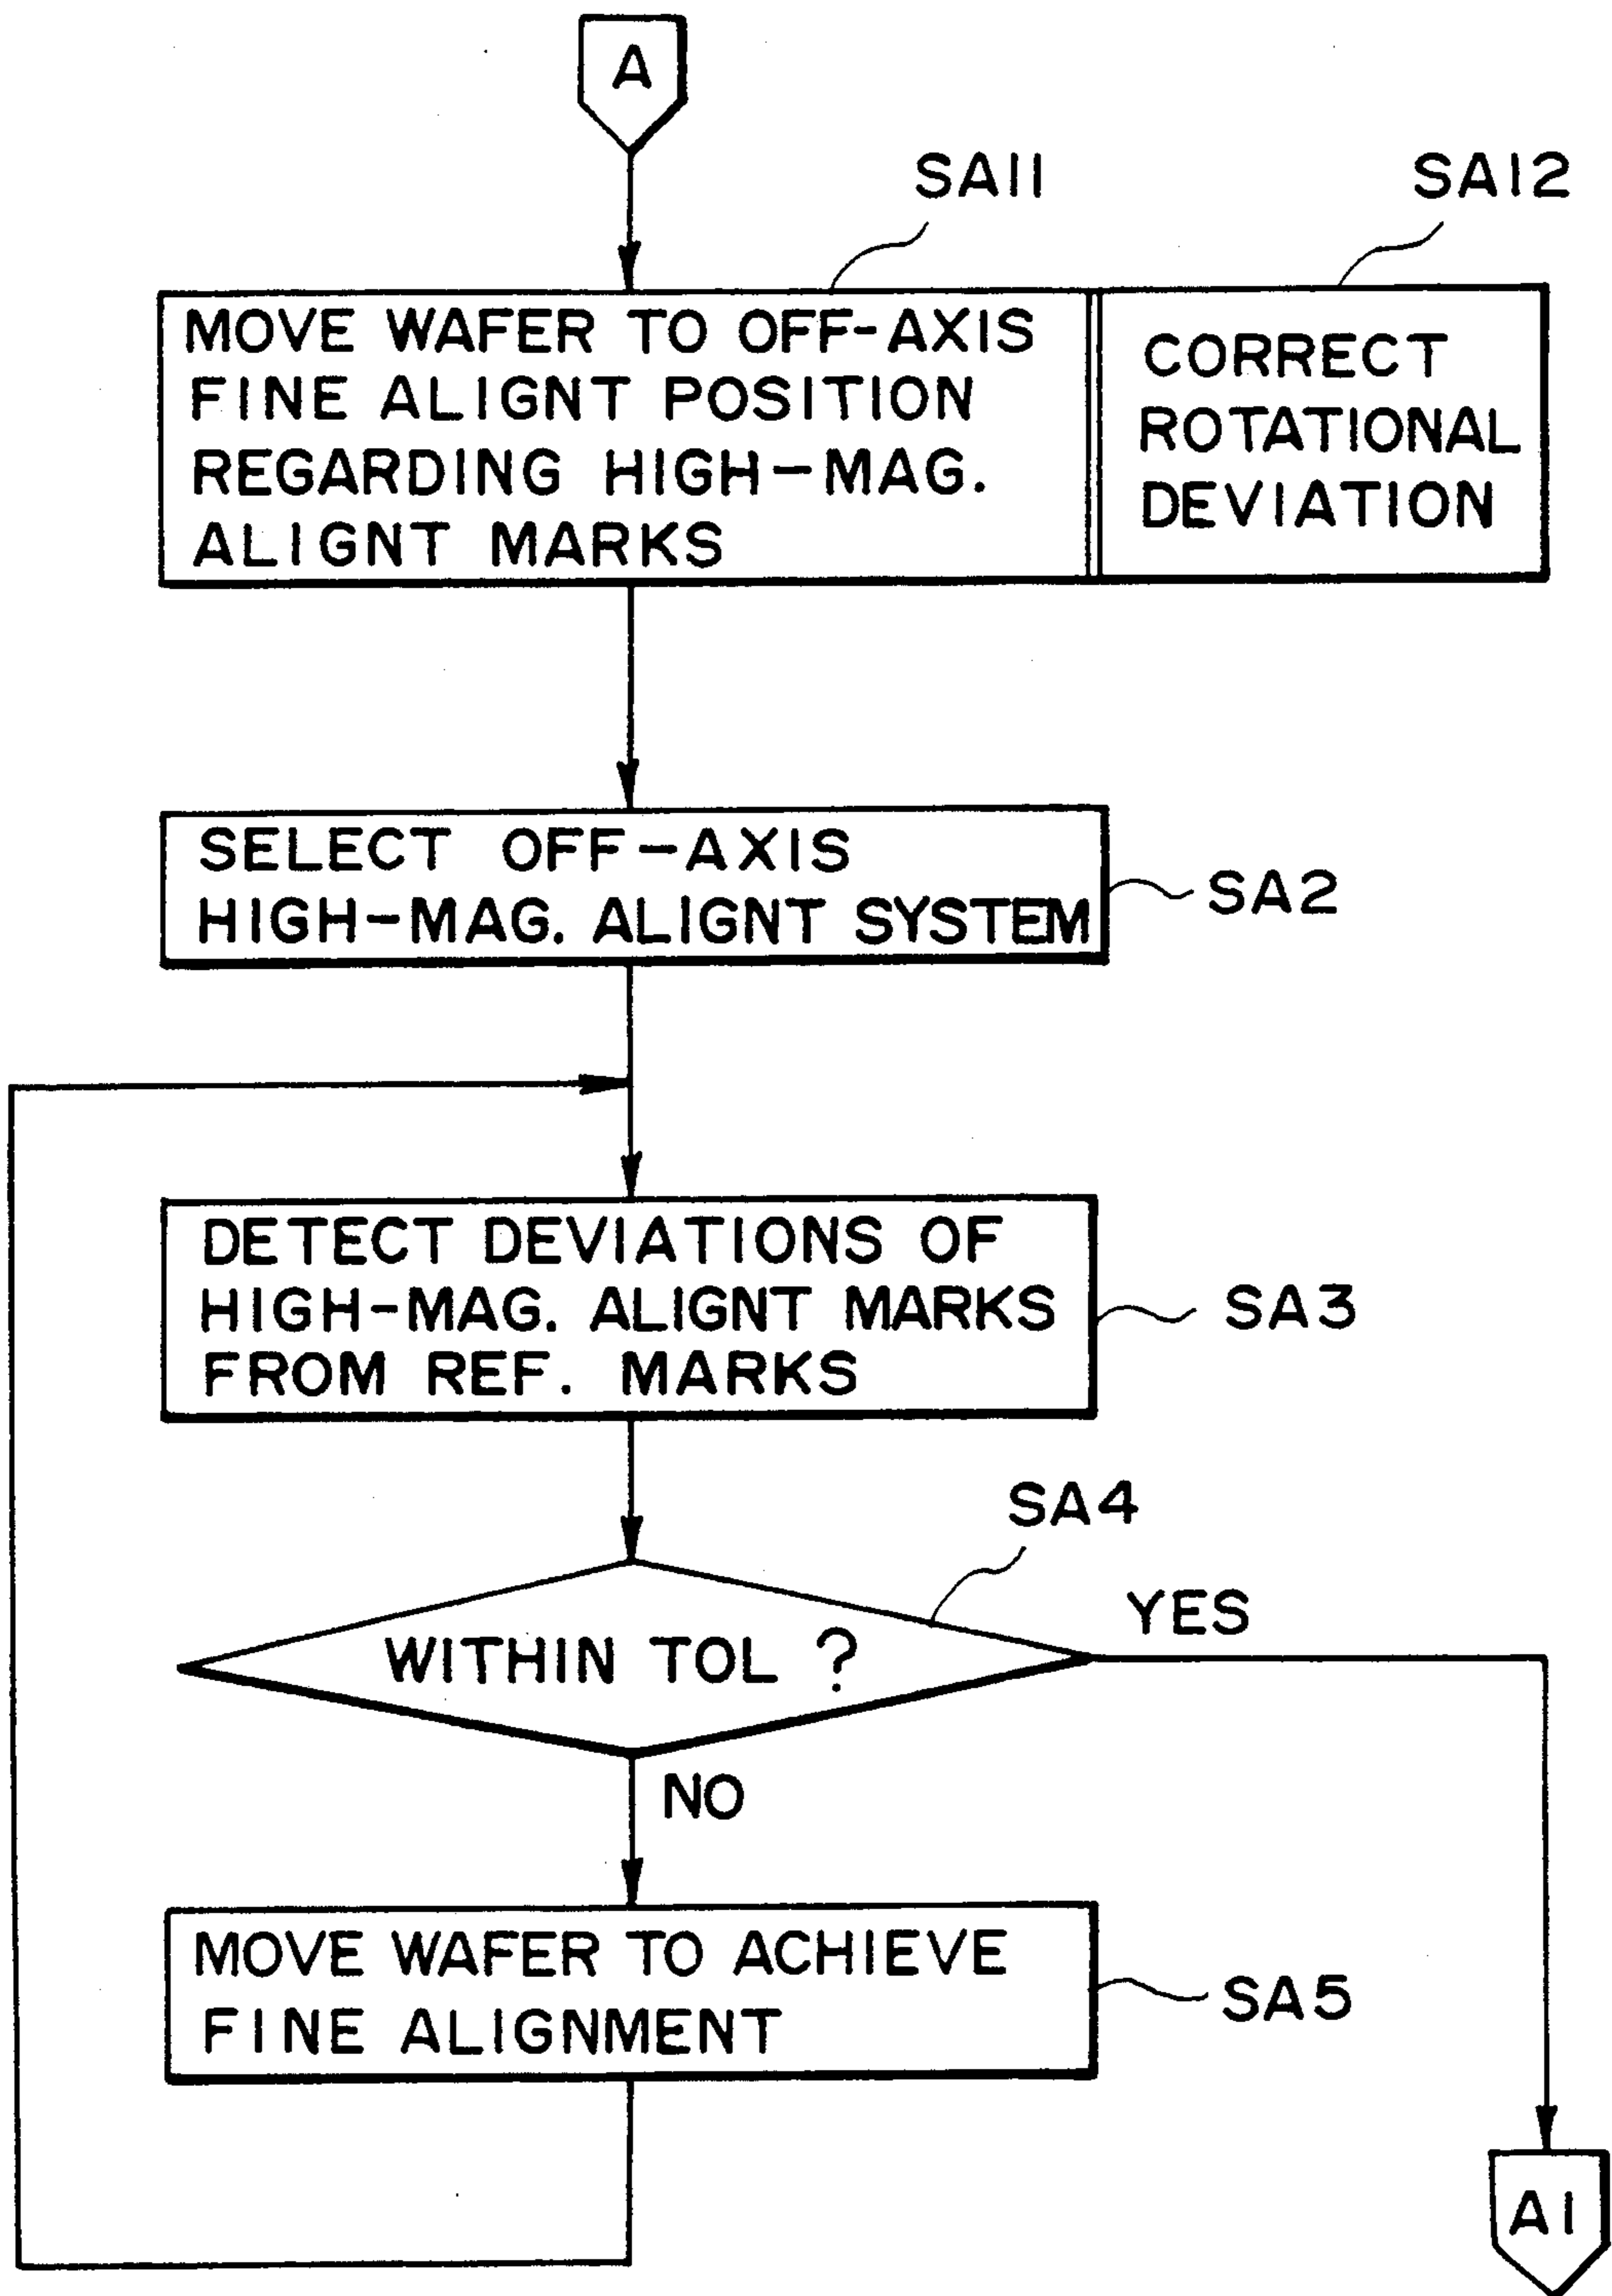 A
SA11
SA12
MOVE WAFER TO OFF-AXIS
FINE ALIGNT POSITION
REGARDING HIGH-MAG.
ALIGNT MARKS
CORRECT
ROTATIONAL
DEVIATION
SELECT OFF-AXIS
HIGH-MAG. ALIGNT SYSTEM
SA2
DETECT DEVIATIONS OF
HIGH-MAG. ALIGNT MARKS
FROM REF. MARKS
SA3
SA4
WITHIN TOL ?
YES
NO
MOVE WAFER TO ACHIEVE
FINE ALIGNMENT
SA5
A1